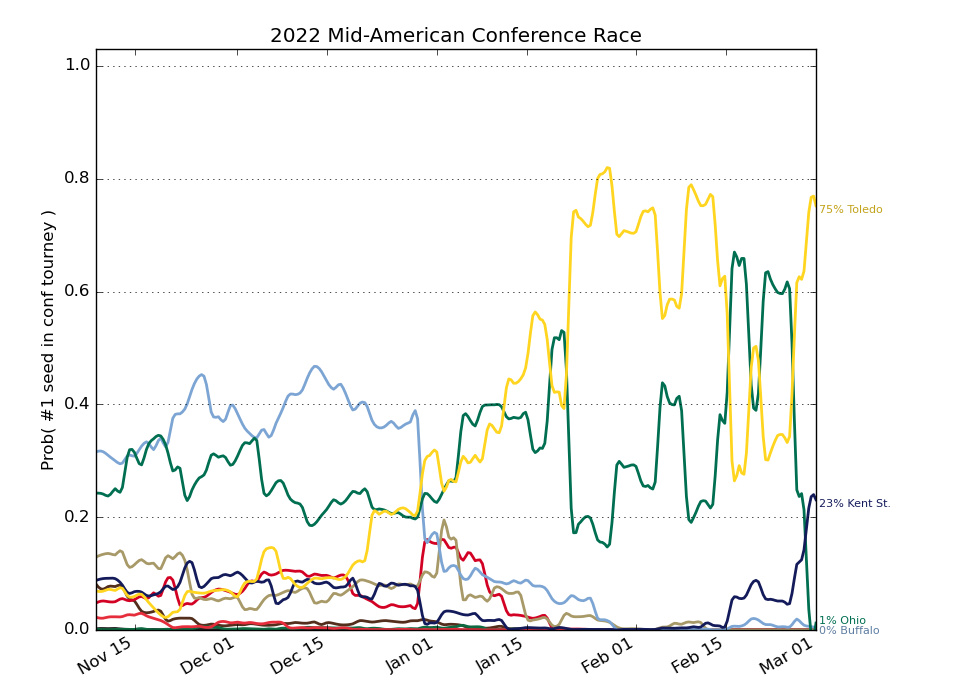 2022 Mid-American Conference Race
Prob( #1 seed in conf tourney )
1.0
0.8
0.6
0.4
0.2
0.0
Nov 15
Dec 01
Dec 15
Jan 01
Jan 15
Feb 01
Feb 15
Mar 01
75% Toledo
23% Kent St.
1% Ohio
0% Buffalo